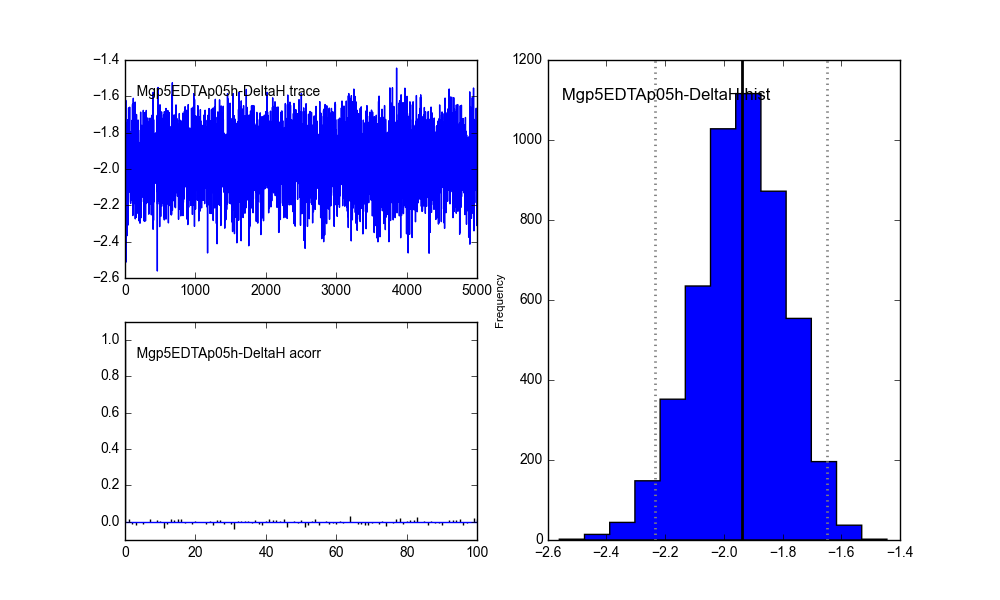 −1.4
Mgp5EDTAp05h-DeltaH trace
−1.6
−1.8
−2.0
−2.2
−2.4
−2.6
0 1000 2000 3000 4000 5000
Mgp5EDTAp05h-DeltaH acorr
1.0
0.8
0.6
0.4
0.2
0.0
0 20 40 60 80 100
Mgp5EDTAp05h-DeltaH hist
Frequency
1200
1000
800
600
400
200
0
−2.6 −2.4 −2.2 −2.0 −1.8 −1.6 −1.4